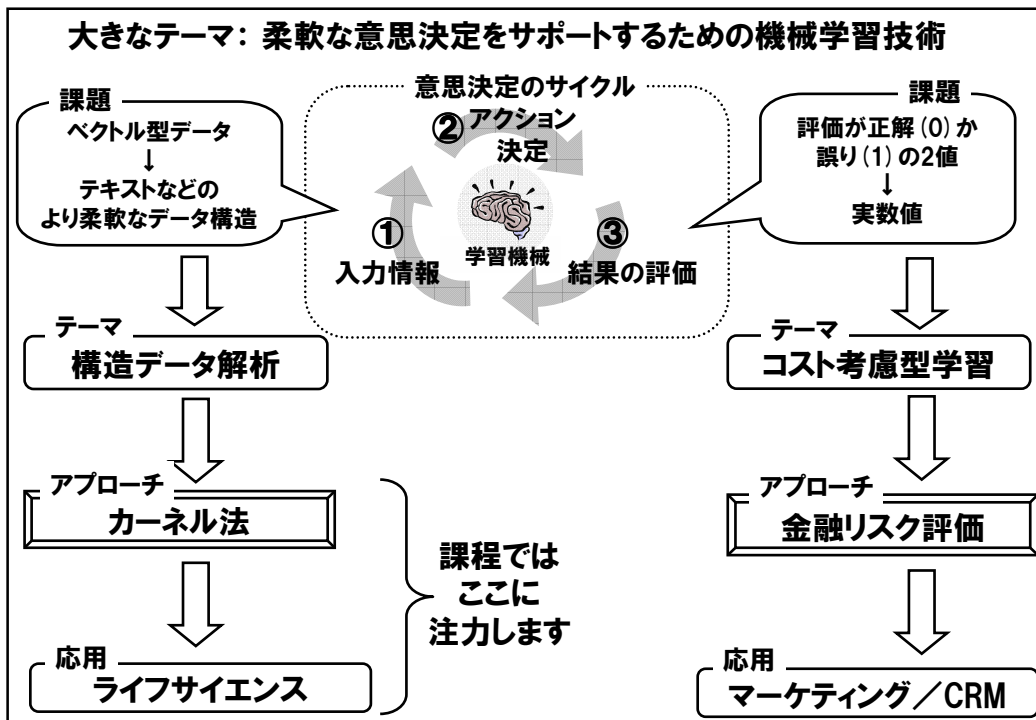 大きなテーマ: 柔軟な意思決定をサポートするための機械学習技術
課題
ベクトル型データ
↓
テキストなどの
より柔軟なデータ構造
意思決定のサイクル
②アクション
決定
①
入力情報
学習機械
③
結果の評価
課題
評価が正解(0)か
誤り(1)の2値
↓
実数値
テーマ
構造データ解析
テーマ
コスト考慮型学習
アプローチ
カーネル法
アプローチ
金融リスク評価
課程では
ここに
注力します
応用
ライフサイエンス
応用
マーケティング/CRM